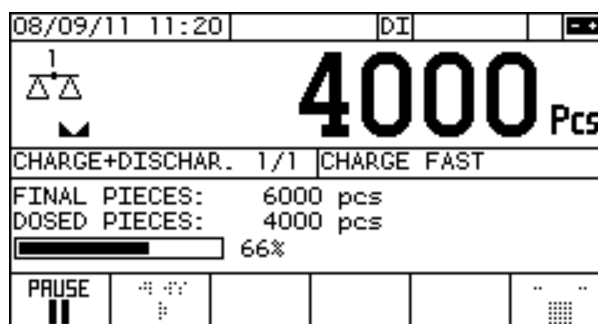 08/09/11 11:20 DI
1
4000 Pcs
CHARGE+DISCHAR. 1/1 CHARGE FAST
FINAL PIECES: 6000 pcs
DOSED PIECES: 4000 pcs
66%
PAUSE